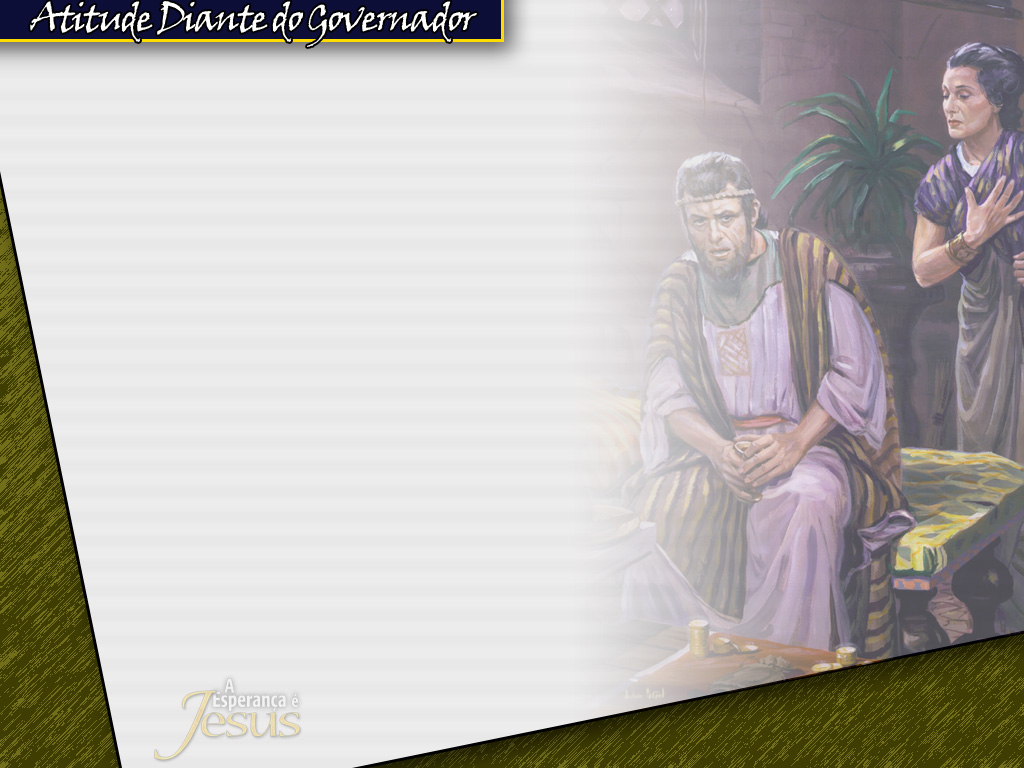 Atitude Diante do Governador
A
Esperança é
Jesus